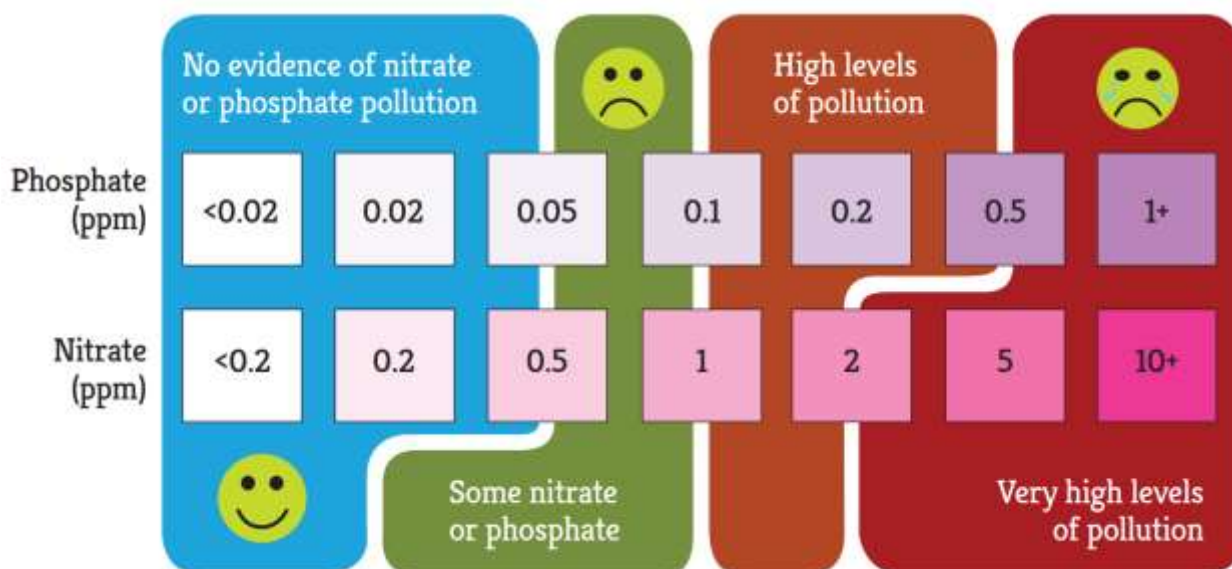 No evidence of nitrate
or phosphate pollution
High levels
of pollution
Phosphate
(ppm)
<0.02 0.02 0.05 0.1 0.2 0.5 1+
Nitrate
(ppm)
<0.2 0.2 0.5 1 2 5 10+
Some nitrate
or phosphate
Very high levels
of pollution